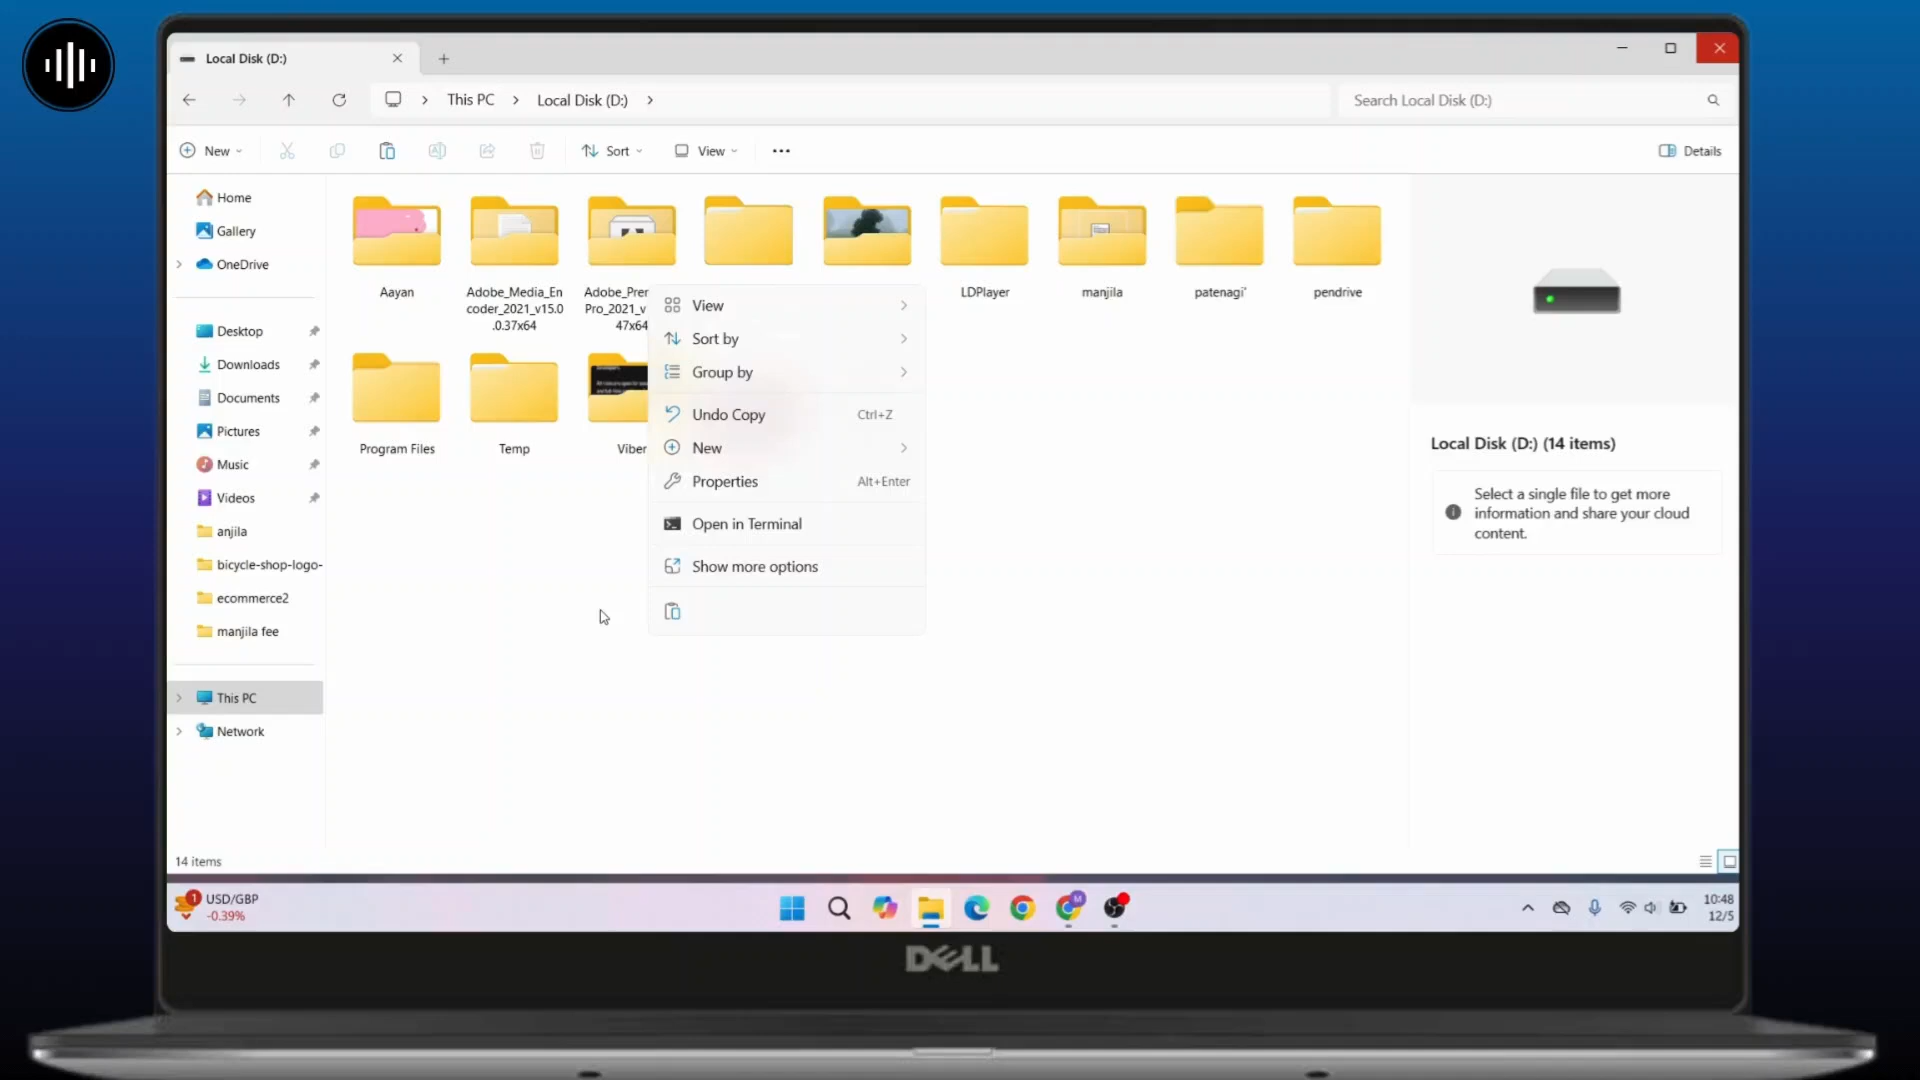 Local Disk (D:)
This PC
Local Disk (D:)
Search Local Disk (D:)
New
Sort
View
Details
Home
Gallery
OneDrive
Desktop
Downloads
Documents
Pictures
Music
Videos
anjila
bicycle-shop-logo-
ecommerce2
manjila fee
This PC
Network
Aayan
Adobe_Media_En
coder_2021_v15.0
.0.37x64
Adobe_Prer
Pro_2021_v
47x64
LDPlayer
manjila
patenagi'
pendrive
Program Files
Temp
Viber
View
Sort by
Group by
Undo Copy Ctrl+Z
New
Properties Alt+Enter
Open in Terminal
Show more options
Local Disk (D:) (14 items)
Select a single file to get more
information and share your cloud
content.
14 items
1
USD/GBP
-0.39%
M
10:48
12/5
DELL